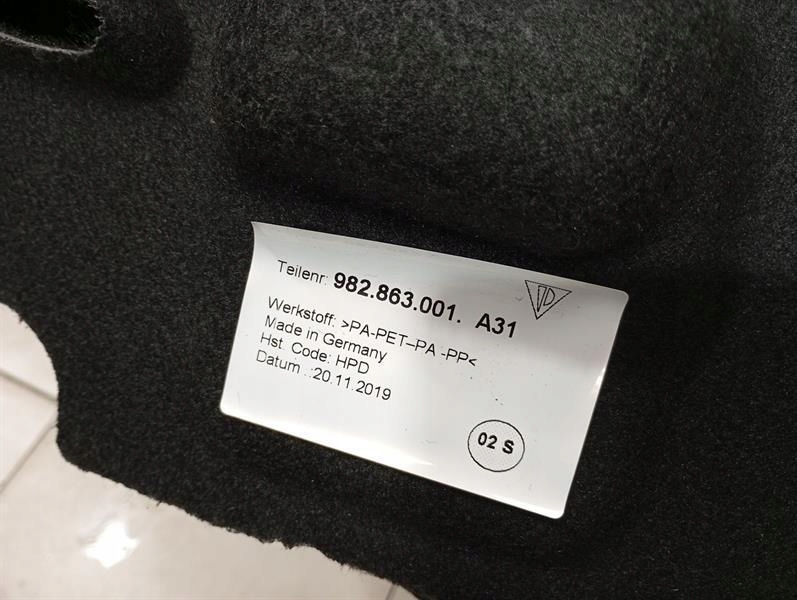 Teilenr: 982.863.001. A31
Werkstoff: >PA-PET-PA -PP<
Made in Germany
Hst. Code: HPD
Datum .:20.11.2019
02 S